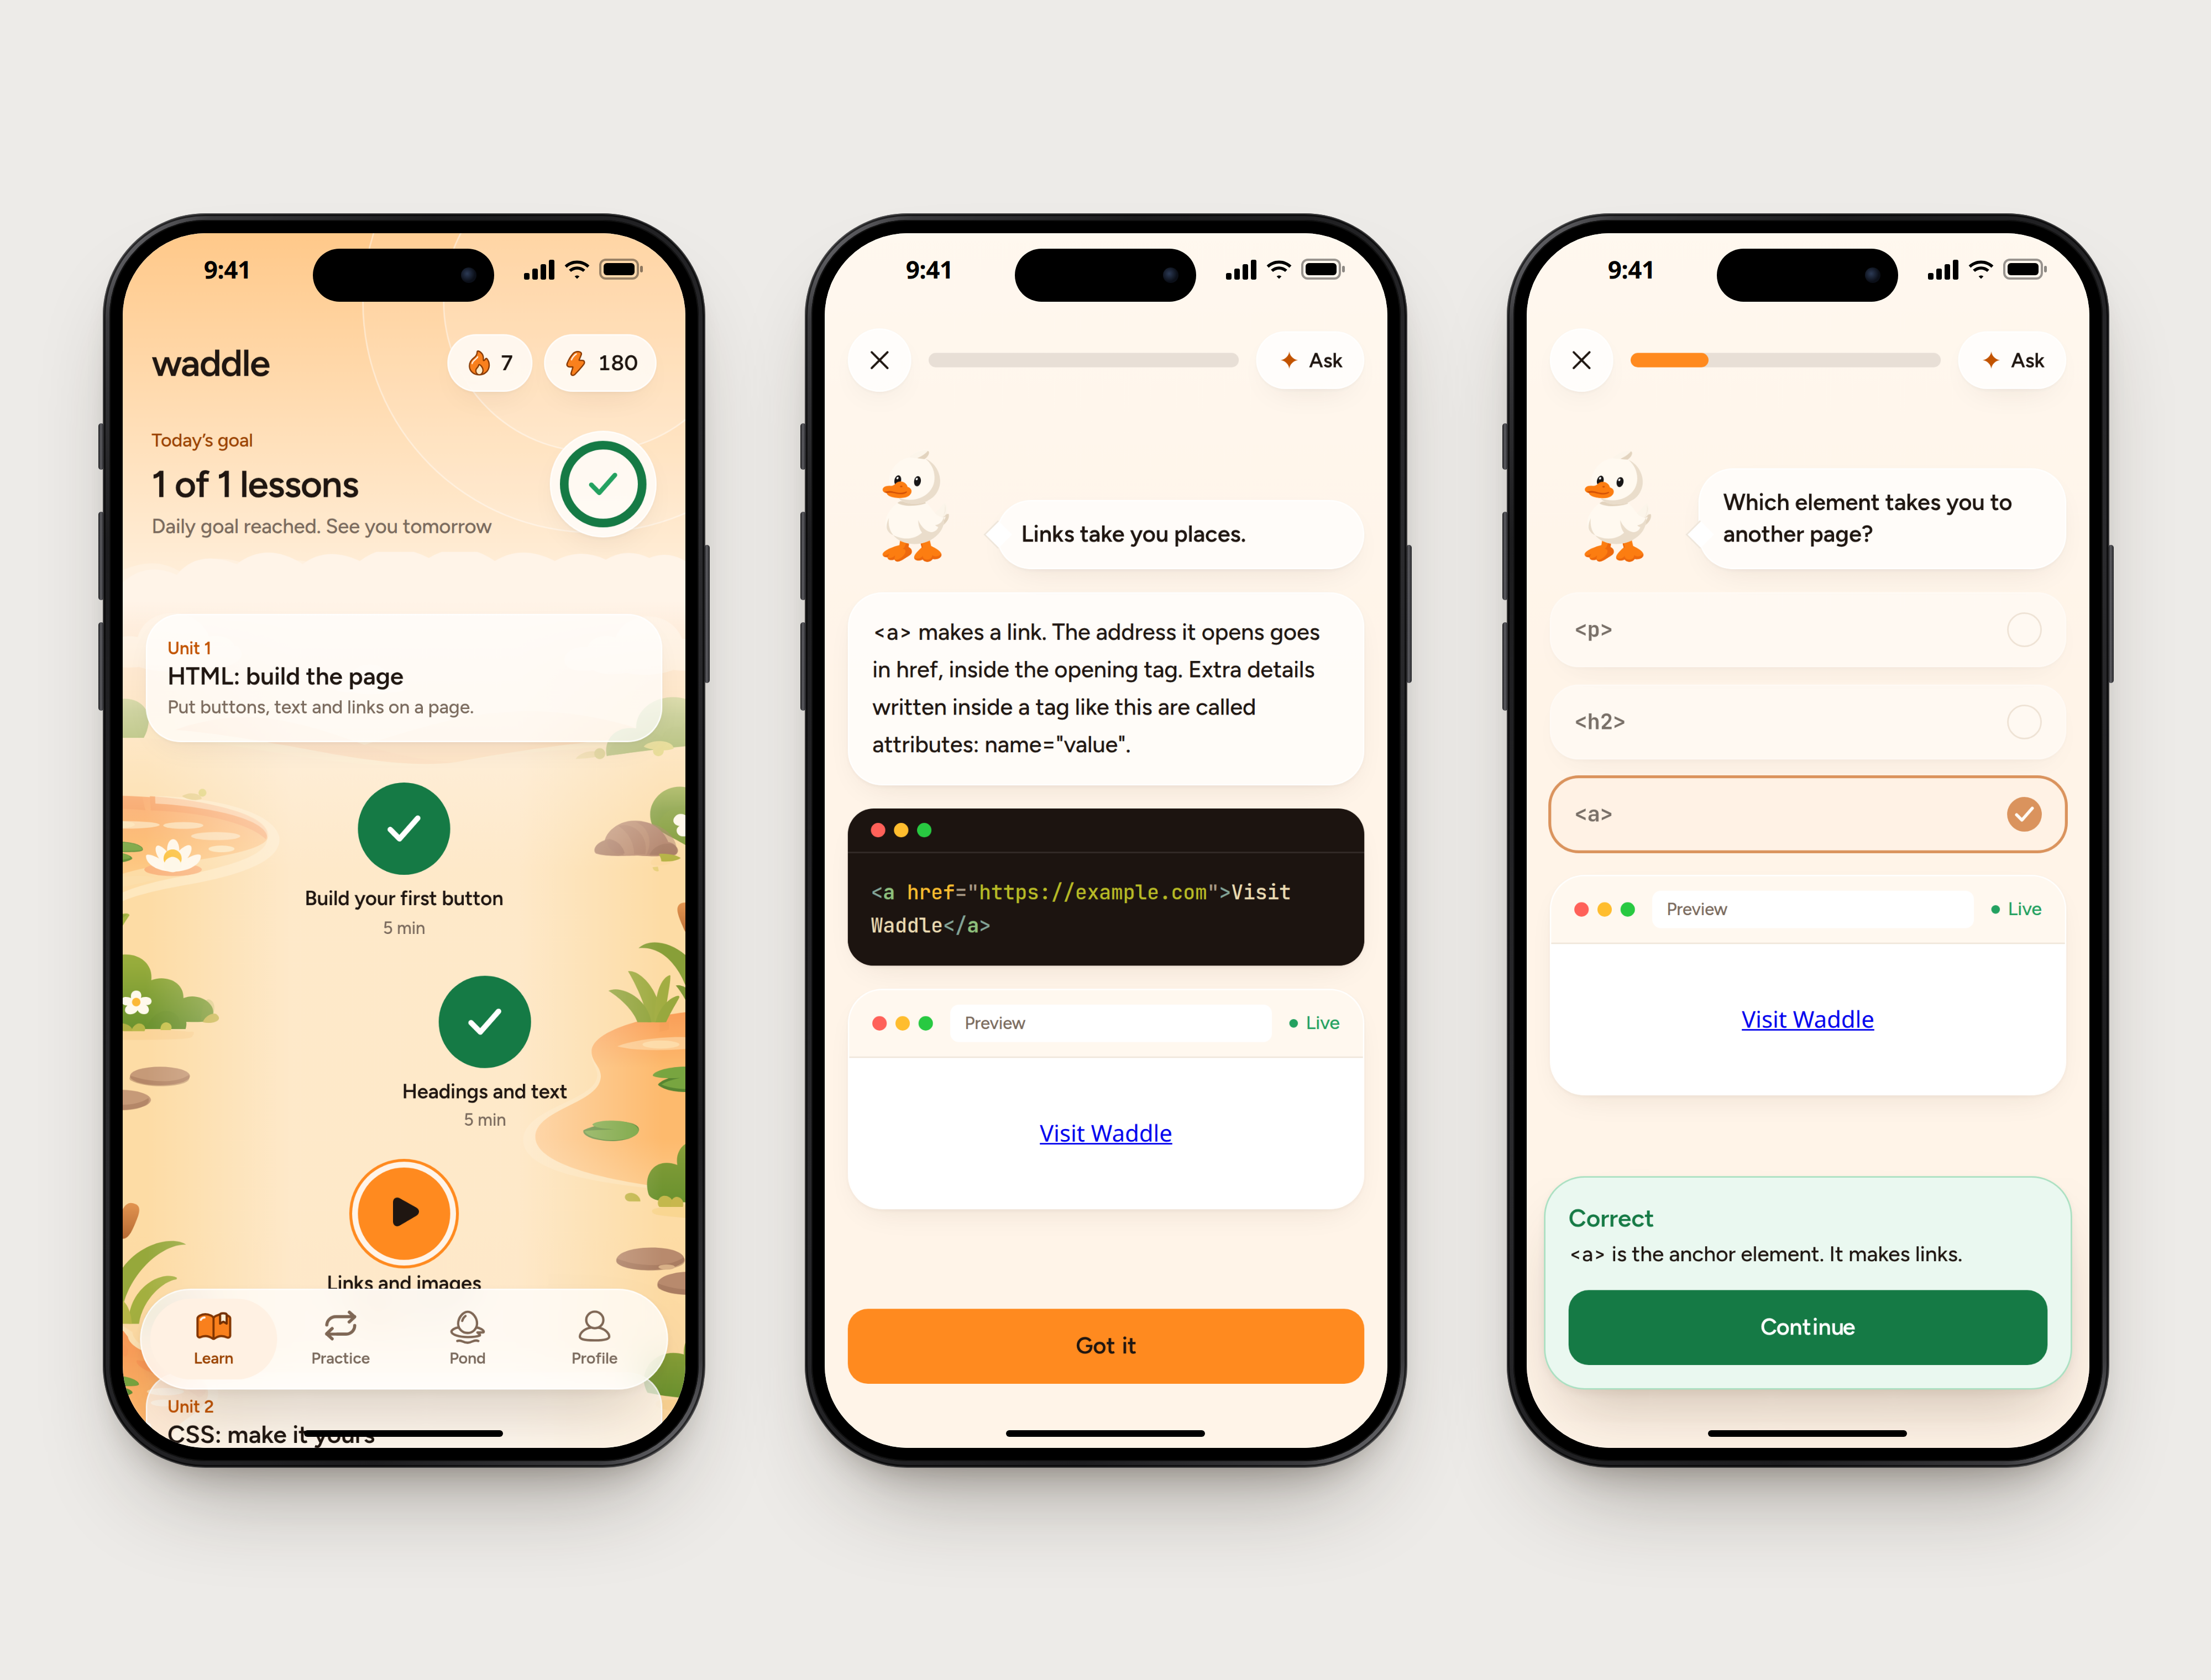 9:41
waddle
7
180
Today's goal
1 of 1 lessons
Daily goal reached. See you tomorrow
Unit 1
HTML: build the page
Put buttons, text and links on a page.
Build your first button
5 min
Headings and text
5 min
Links and images
Learn
Practice
Pond
Profile
Unit 2
CSS: make it yours
9:41
Ask
Links take you places.
<a> makes a link. The address it opens goes
in href, inside the opening tag. Extra details
written inside a tag like this are called
attributes: name="value".
<a href="https://example.com">Visit
Waddle</a>
Preview
Live
Visit Waddle
Got it
9:41
Ask
Which element takes you to
another page?
<p>
<h2>
<a>
Preview
Live
Visit Waddle
Correct
<a> is the anchor element. It makes links.
Continue